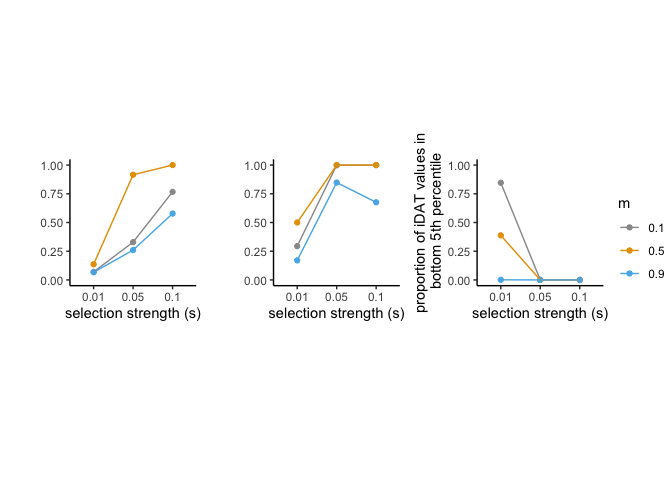 1.00
0.75
0.50
0.25
0.00
0.01 0.05 0.1
selection strength (s)
1.00
0.75
0.50
0.25
0.00
0.01 0.05 0.1
selection strength (s)
proportion of iDAT values in
bottom 5th percentile
1.00
0.75
0.50
0.25
0.00
0.01 0.05 0.1
selection strength (s)
m
0.1
0.5
0.9